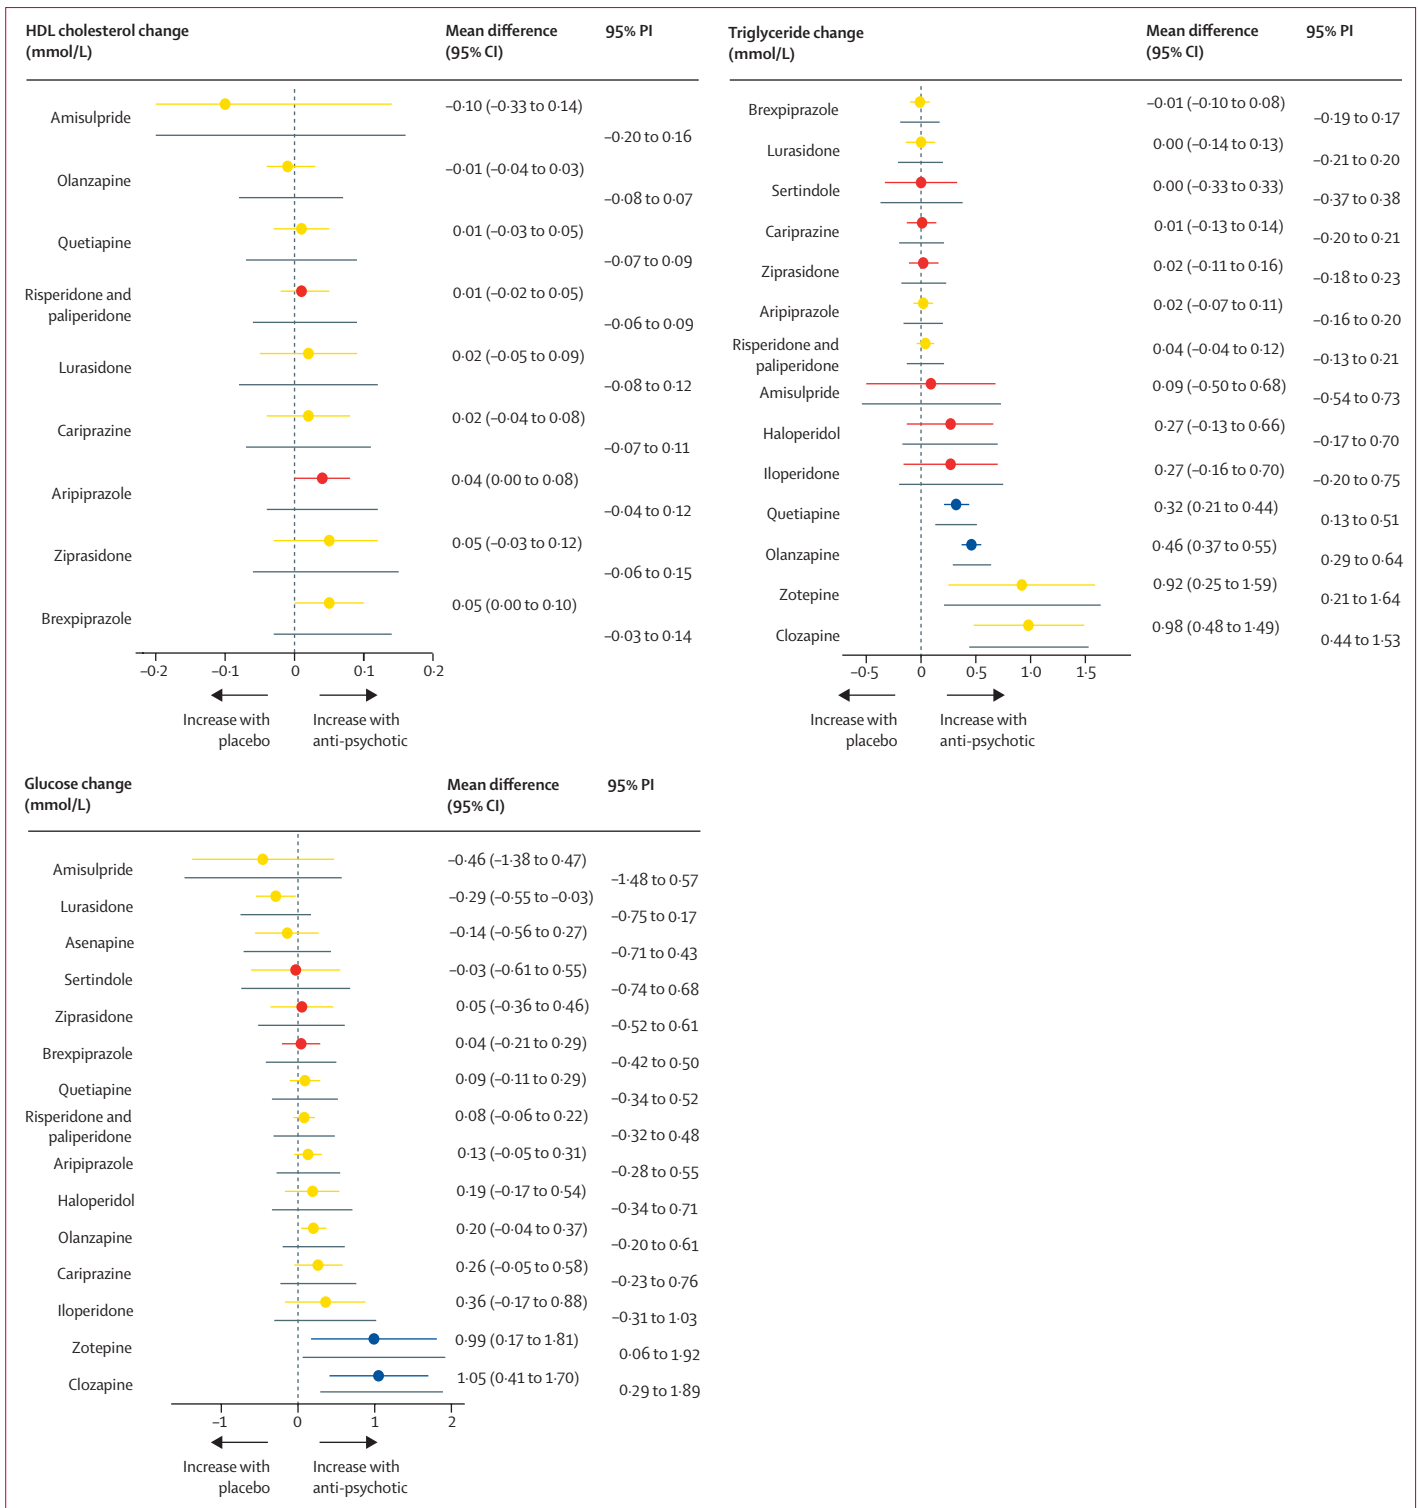 HDL cholesterol change
(mmol/L)
Mean difference
(95% CI)
95% PI
Amisulpride
–0·10 (–0·33 to 0·14)
–0·20 to 0·16
Olanzapine
–0·01 (–0·04 to 0·03)
–0·08 to 0·07
Quetiapine
0·01 (–0·03 to 0·05)
–0·07 to 0·09
Risperidone and
paliperidone
0·01 (–0·02 to 0·05)
–0·06 to 0·09
Lurasidone
0·02 (–0·05 to 0·09)
–0·08 to 0·12
Cariprazine
0·02 (–0·04 to 0·08)
–0·07 to 0·11
Aripiprazole
0·04 (0·00 to 0·08)
–0·04 to 0·12
Ziprasidone
0·05 (–0·03 to 0·12)
–0·06 to 0·15
Brexpiprazole
0·05 (0·00 to 0·10)
–0·03 to 0·14
–0·2 –0·1 0 0·1 0·2
Increase with
placebo
Increase with
anti-psychotic
Triglyceride change
(mmol/L)
Mean difference
(95% CI)
95% PI
Brexpiprazole
–0·01 (–0·10 to 0·08)
–0·19 to 0·17
Lurasidone
0·00 (–0·14 to 0·13)
–0·21 to 0·20
Sertindole
0·00 (–0·33 to 0·33)
–0·37 to 0·38
Cariprazine
0·01 (–0·13 to 0·14)
–0·20 to 0·21
Ziprasidone
0·02 (–0·11 to 0·16)
–0·18 to 0·23
Aripiprazole
0·02 (–0·07 to 0·11)
–0·16 to 0·20
Risperidone and
paliperidone
0·04 (–0·04 to 0·12)
–0·13 to 0·21
Amisulpride
0·09 (–0·50 to 0·68)
–0·54 to 0·73
Haloperidol
0·27 (–0·13 to 0·66)
–0·17 to 0·70
Iloperidone
0·27 (–0·16 to 0·70)
–0·20 to 0·75
Quetiapine
0·32 (0·21 to 0·44)
0·13 to 0·51
Olanzapine
0·46 (0·37 to 0·55)
0·29 to 0·64
Zotepine
0·92 (0·25 to 1·59)
0·21 to 1·64
Clozapine
0·98 (0·48 to 1·49)
0·44 to 1·53
–0·5 0 0·5 1·0 1·5
Increase with
placebo
Increase with
anti-psychotic
Glucose change
(mmol/L)
Mean difference
(95% CI)
95% PI
Amisulpride
–0·46 (–1·38 to 0·47)
–1·48 to 0·57
Lurasidone
–0·29 (–0·55 to –0·03)
–0·75 to 0·17
Asenapine
–0·14 (–0·56 to 0·27)
–0·71 to 0·43
Sertindole
–0·03 (–0·61 to 0·55)
–0·74 to 0·68
Ziprasidone
0·05 (–0·36 to 0·46)
–0·52 to 0·61
Brexpiprazole
0·04 (–0·21 to 0·29)
–0·42 to 0·50
Quetiapine
0·09 (–0·11 to 0·29)
–0·34 to 0·52
Risperidone and
paliperidone
0·08 (–0·06 to 0·22)
–0·32 to 0·48
Aripiprazole
0·13 (–0·05 to 0·31)
–0·28 to 0·55
Haloperidol
0·19 (–0·17 to 0·54)
–0·34 to 0·71
Olanzapine
0·20 (–0·04 to 0·37)
–0·20 to 0·61
Cariprazine
0·26 (–0·05 to 0·58)
–0·23 to 0·76
Iloperidone
0·36 (–0·17 to 0·88)
–0·31 to 1·03
Zotepine
0·99 (0·17 to 1·81)
0·06 to 1·92
Clozapine
1·05 (0·41 to 1·70)
0·29 to 1·89
–1 0 1 2
Increase with
placebo
Increase with
anti-psychotic